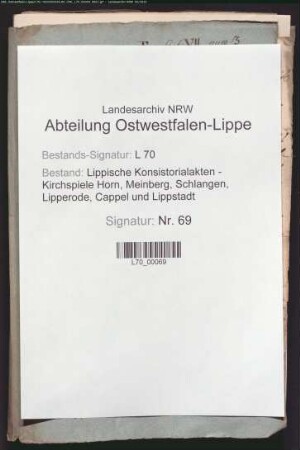 Landesarchiv NRW
Abteilung Ostwestfalen-Lippe
Bestands-Signatur: L 70
Bestand: Lippische Konsistorialakten -
Kirchspiele Horn, Meinberg, Schlangen,
Lipperode, Cappel und Lippstadt
Signatur: Nr. 69
L70_00069